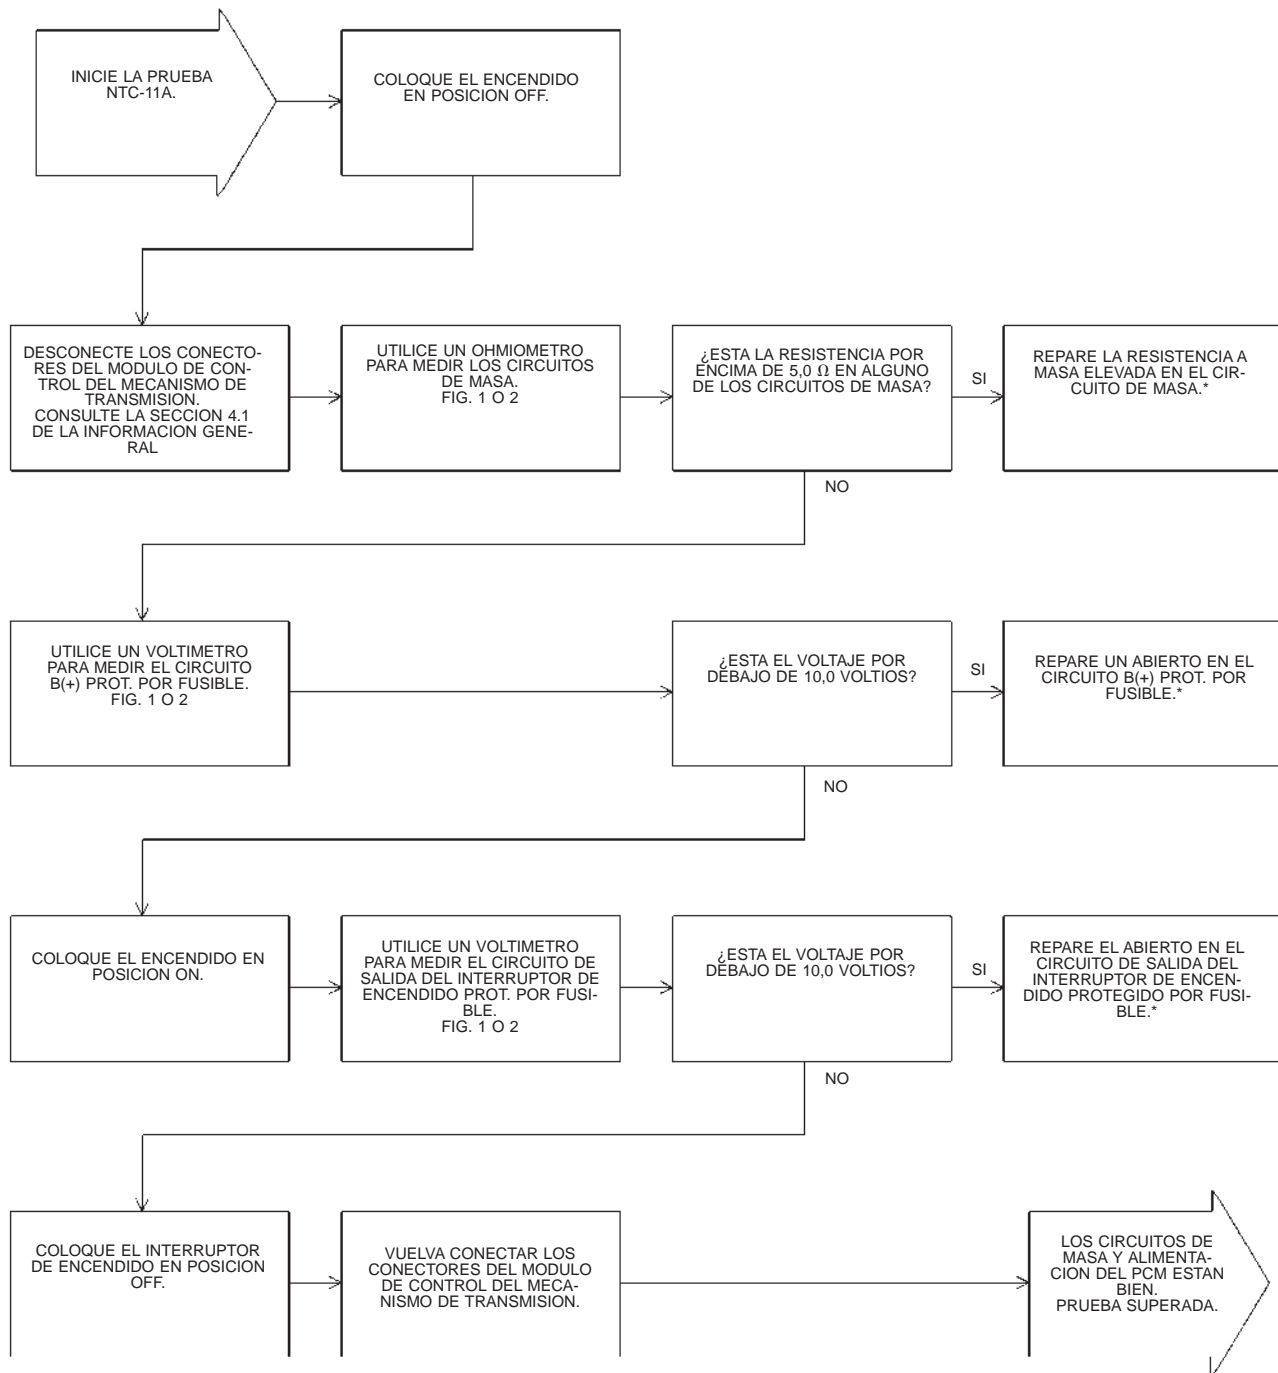 INICIE LA PRUEBA
NTC-11A.
COLOQUE EL ENCENDIDO
EN POSICION OFF.
DESCONECTE LOS CONECTO-
RES DEL MODULO DE CON-
TROL DEL MECANISMO DE
TRANSMISION.
CONSULTE LA SECCION 4.1
DE LA INFORMACION GENE-
RAL
UTILICE UN OHMIOMETRO
PARA MEDIR LOS CIRCUITOS
DE MASA.
FIG. 1 O 2
¿ESTA LA RESISTENCIA POR
ENCIMA DE 5,0 Ω EN ALGUNO
DE LOS CIRCUITOS DE MASA?
SI
REPARE LA RESISTENCIA A
MASA ELEVADA EN EL CIR-
CUITO DE MASA.*
NO
UTILICE UN VOLTIMETRO
PARA MEDIR EL CIRCUITO
B(+) PROT. POR FUSIBLE.
FIG. 1 O 2
¿ESTA EL VOLTAJE POR
DEBAJO DE 10,0 VOLTIOS?
SI
REPARE UN ABIERTO EN EL
CIRCUITO B(+) PROT. POR
FUSIBLE.*
NO
COLOQUE EL ENCENDIDO EN
POSICION ON.
UTILICE UN VOLTIMETRO
PARA MEDIR EL CIRCUITO DE
SALIDA DEL INTERRUPTOR DE
ENCENDIDO PROT. POR FUSI-
BLE.
FIG. 1 O 2
¿ESTA EL VOLTAJE POR
DEBAJO DE 10,0 VOLTIOS?
SI
REPARE EL ABIERTO EN EL
CIRCUITO DE SALIDA DEL
INTERRUPTOR DE ENCEN-
DIDO PROTEGIDO POR FUSI-
BLE.*
NO
COLOQUE EL INTERRUPTOR
DE ENCENDIDO EN POSICION
OFF.
VUELVA CONECTAR LOS
CONECTORES DEL MODULO
DE CONTROL DEL MECA-
NISMO DE TRANSMISION.
LOS CIRCUITOS DE
MASA Y ALIMENTA-
CION DEL PCM ESTAN
BIEN.
PRUEBA SUPERADA.